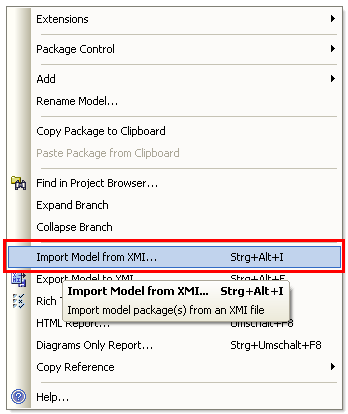 Extensions
Package Control
Add
Rename Model...
Copy Package to Clipboard
Paste Package from Clipboard
Find in Project Browser...
Expand Branch
Collapse Branch
Import Model from XMI... Strg+Alt+I
Export Model to XMI Strg+Alt+E
Rich
Import Model from XMI... Strg+Alt+I
Import model package(s) from an XMI file
HTML Report... Umschalt+F8
Diagrams Only Report... Strg+Umschalt+F8
Copy Reference
Help...